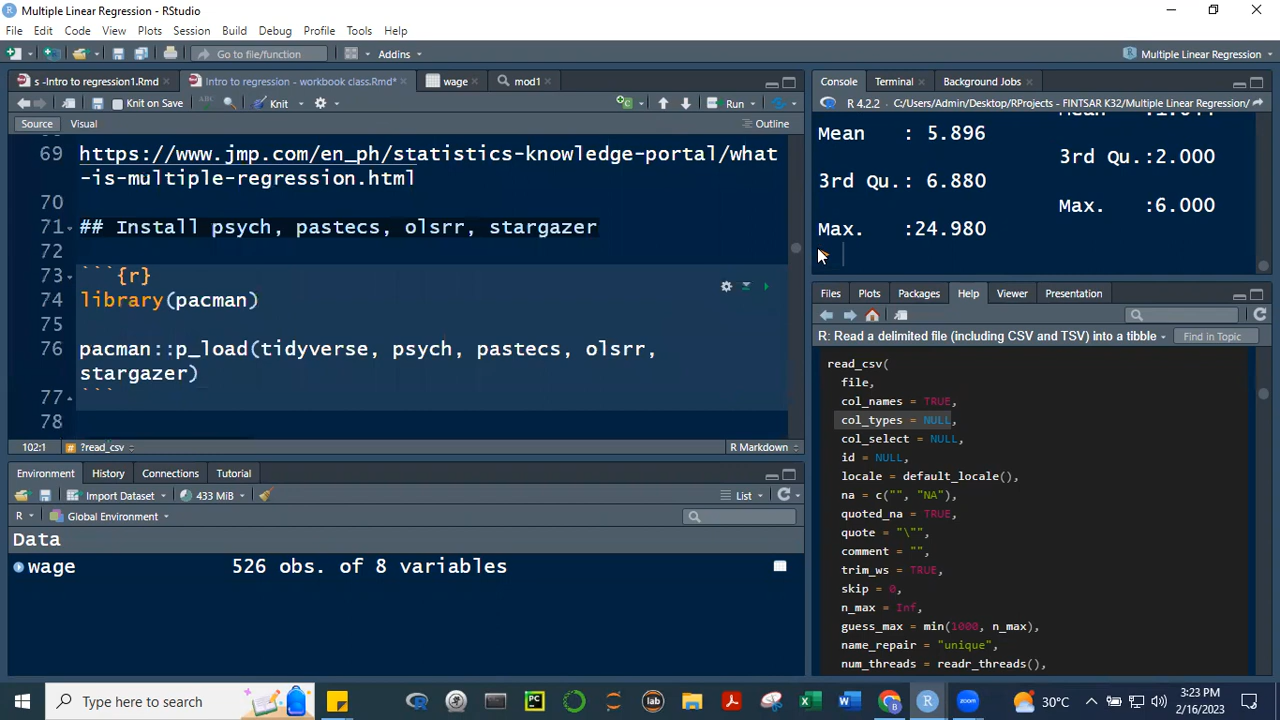 Multiple Linear Regression - RStudio
File Edit Code View Plots Session Build Debug Profile Tools Help
Go to file/function Addins Multiple Linear Regression
s -Intro to regression1.Rmd Intro to regression - workbook class.Rmd* wage mod1
Knit on Save Knit Run
Source Visual Outline
69 https://www.jmp.com/en_ph/statistics-knowledge-portal/what
-is-multiple-regression.html
70
71 ## Install psych, pastecs, olsrr, stargazer
72
73 ```{r}
74 library(pacman)
75
76 pacman::p_load(tidyverse, psych, pastecs, olsrr,
stargazer)
77 ```
78
102:1 # ?read_csv R Markdown
Environment History Connections Tutorial
Import Dataset 433 MiB List
R Global Environment
Data
wage 526 obs. of 8 variables
Console Terminal Background Jobs
R 4.2.2 · C:/Users/Admin/Desktop/RProjects - FINTSAR K32/Multiple Linear Regression/
Mean : 5.896
3rd Qu.:2.000
3rd Qu.: 6.880
Max. :6.000
Max. :24.980
Files Plots Packages Help Viewer Presentation
R: Read a delimited file (including CSV and TSV) into a tibble Find in Topic
read_csv(
file,
col_names = TRUE,
col_types = NULL,
col_select = NULL,
id = NULL,
locale = default_locale(),
na = c("", "NA"),
quoted_na = TRUE,
quote = "\"",
comment = "",
trim_ws = TRUE,
skip = 0,
n_max = Inf,
guess_max = min(1000, n_max),
name_repair = "unique",
num_threads = readr_threads(),
Type here to search
PC
lab
zoom
30°C
3:23 PM
2/16/2023